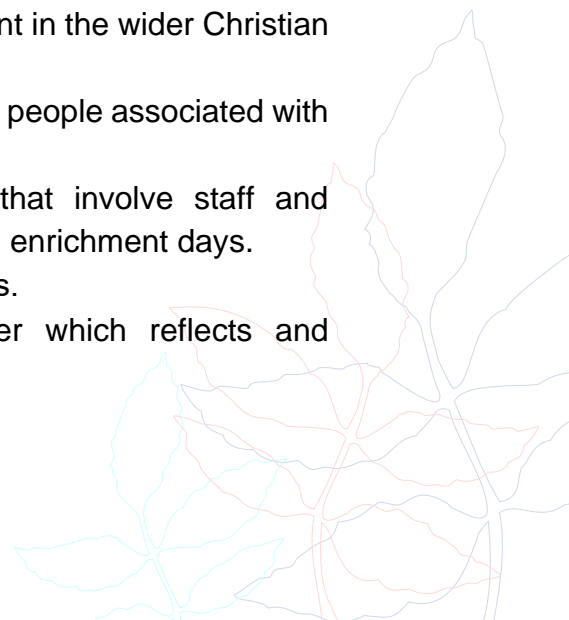 nt in the wider Christian
people associated with
that involve staff and
enrichment days.
s.
er which reflects and